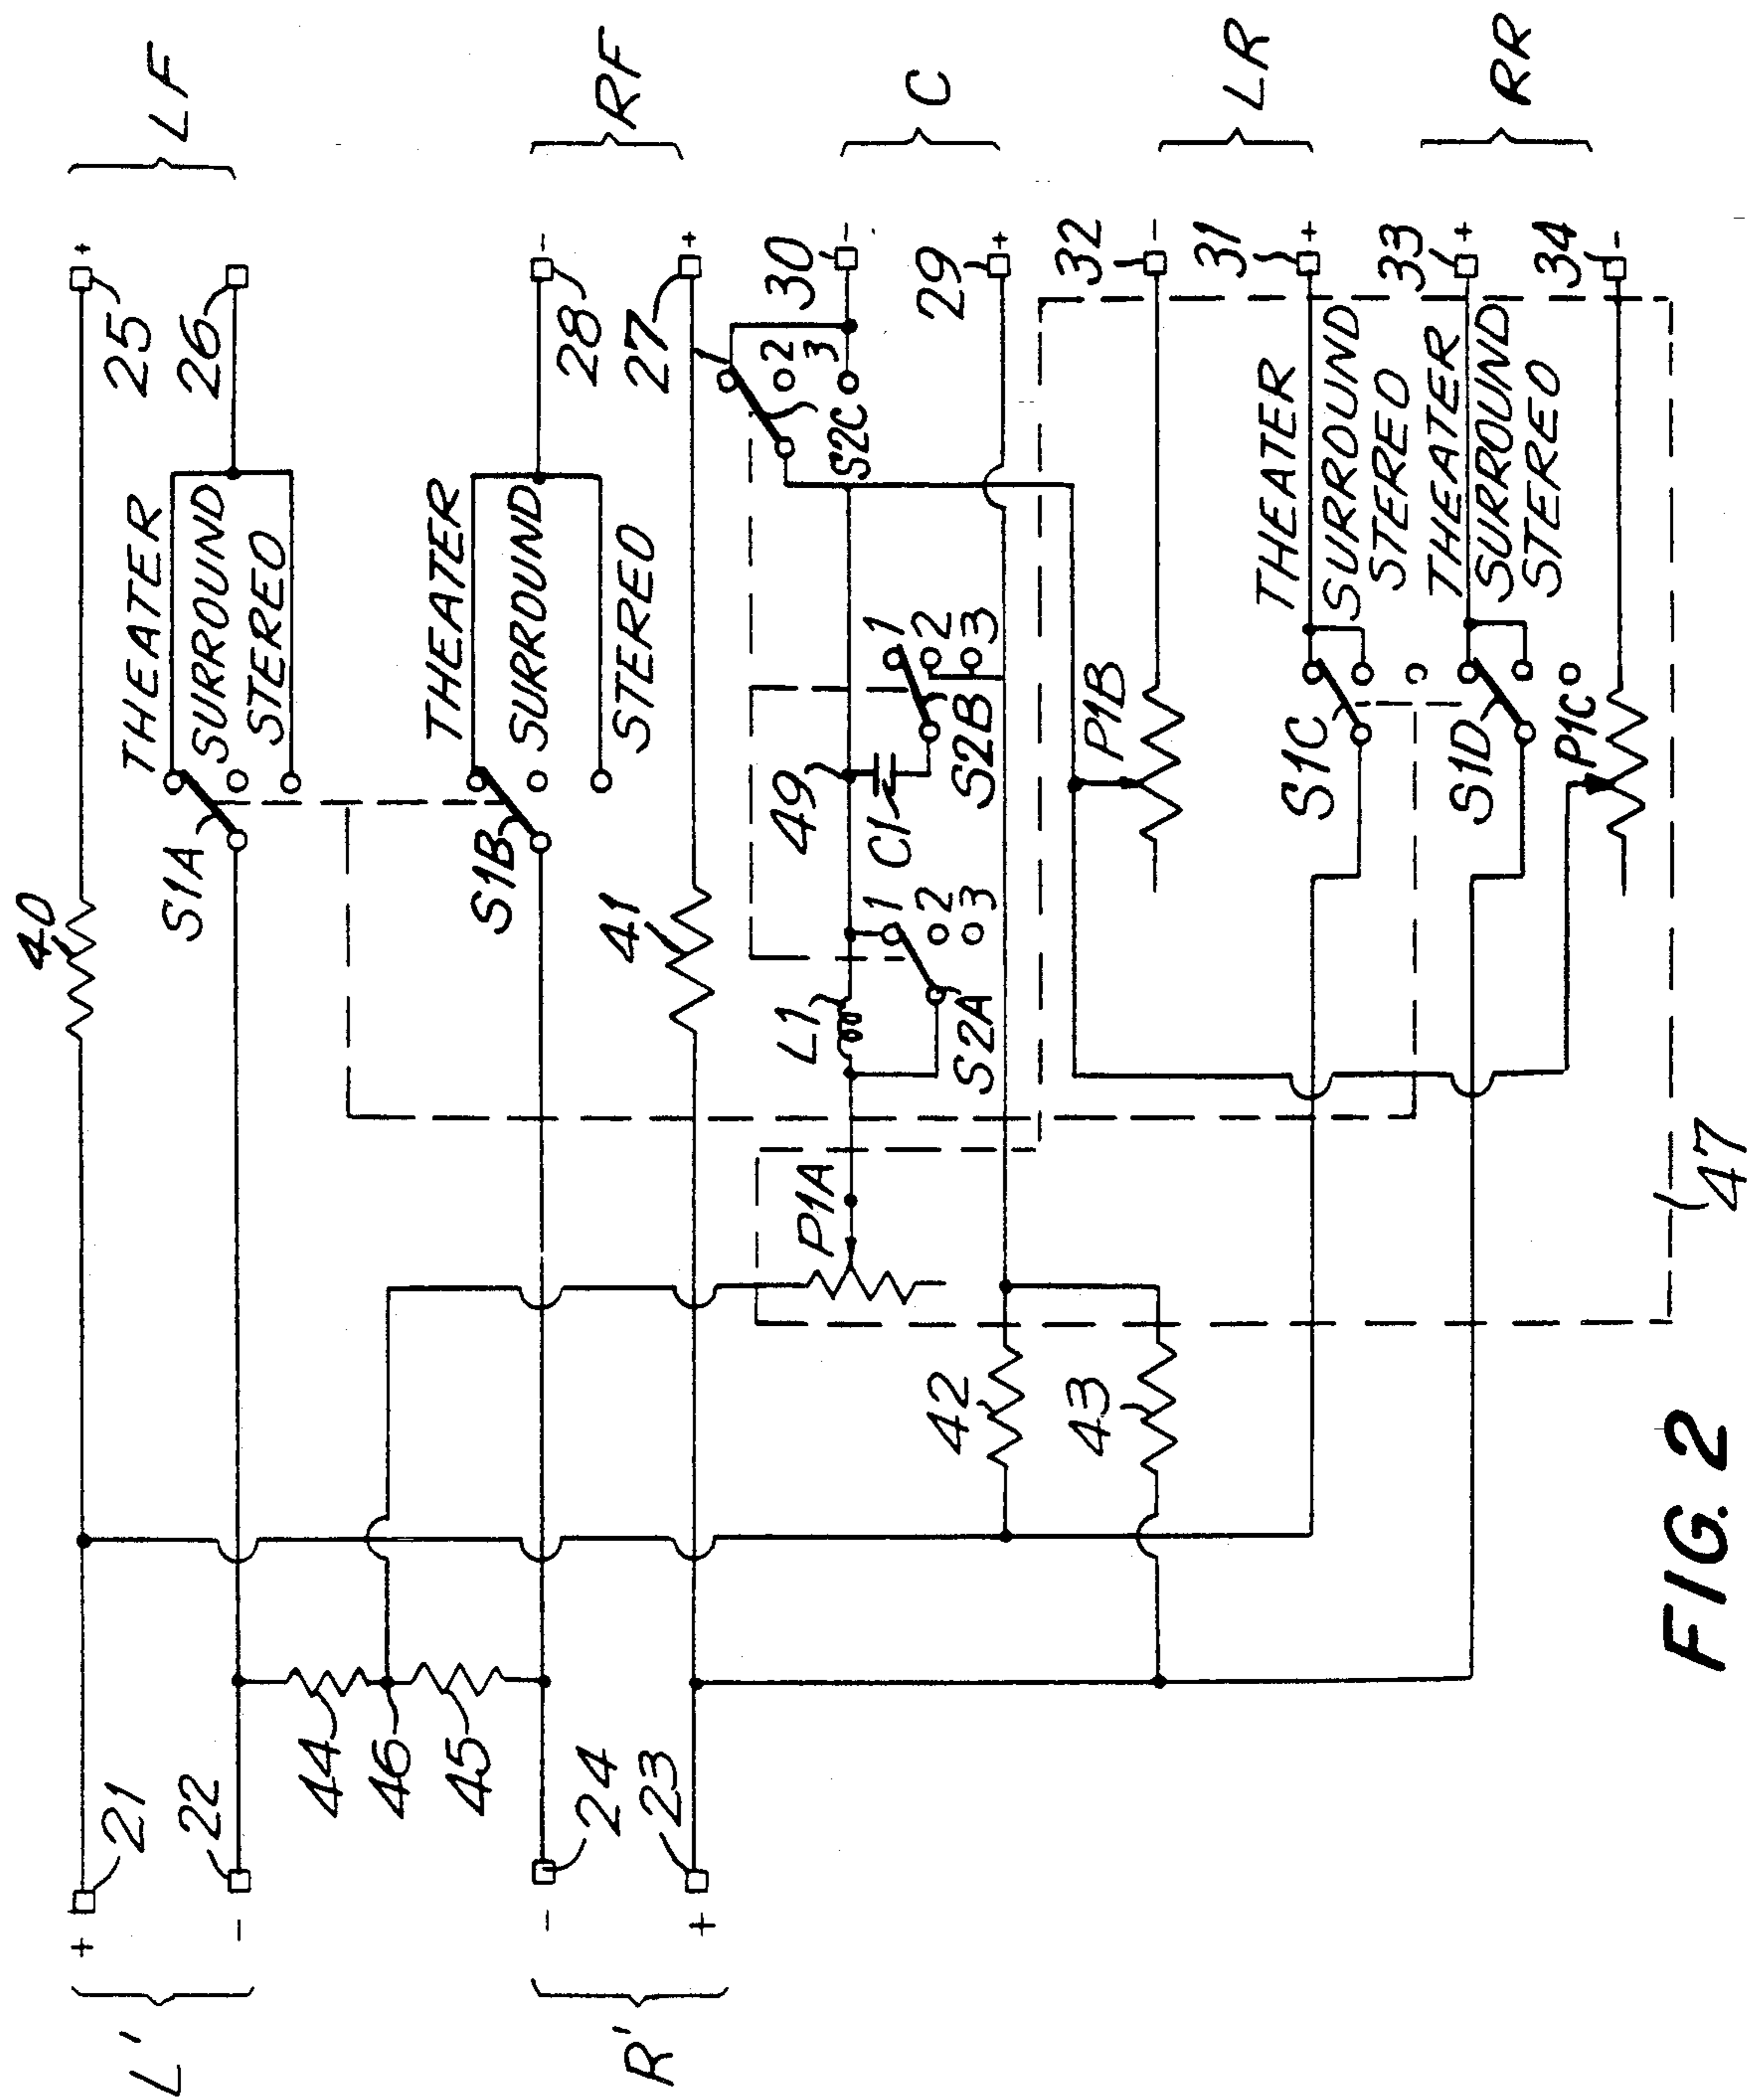 LF
RF
C
LR
RR
+
25
26
-
28
+
27
30
-
29
+
32
-
31
+
33
+
34
-
THEATER
SURROUND
STEREO
S1A
40
THEATER
SURROUND
STEREO
S1B
41
1
2
3
S2C
1
2
3
S2B
49
C1
1
2
3
S2A
L1
P1A
P1B
THEATER
SURROUND
STEREO
S1C
THEATER
SURROUND
STEREO
S1D
P1C
47
42
43
44
46
45
+
21
22
-
L'
-
24
23
+
R'
FIG. 2